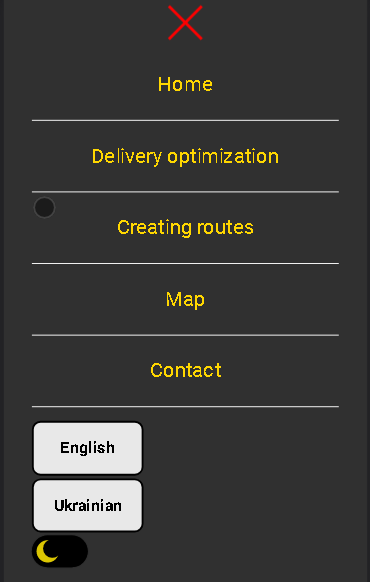 Home
Delivery optimization
Creating routes
Map
Contact
English
Ukrainian